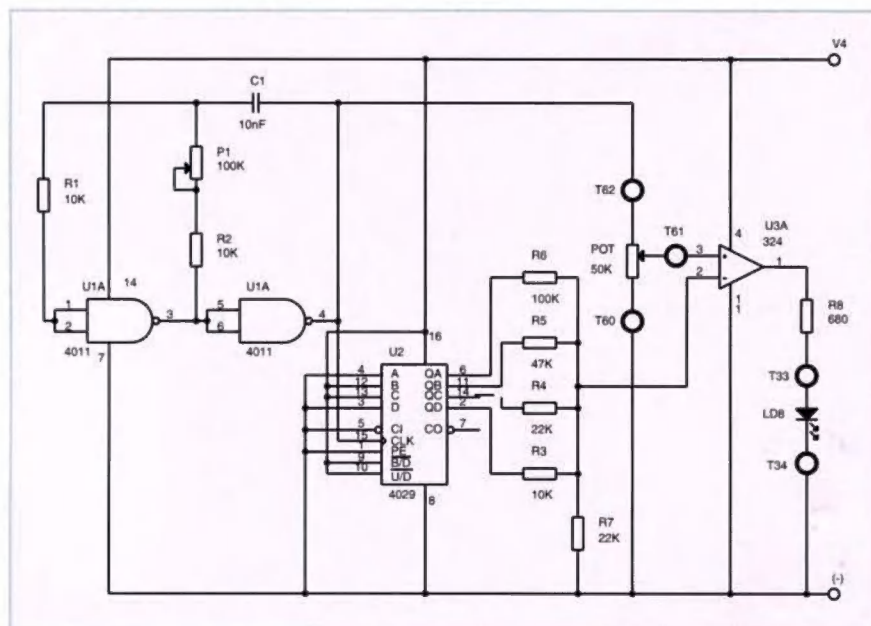 V4
C1
10nF
P1
100K
R1
10K
R2
10K
T62
T61
U3A
324
POT
50K
3
2
4
1
1
1
R6
100K
T60
R8
680
U1A
14
1
2
3
4011
7
U1A
5
6
4
4011
R5
47K
R4
22K
R3
10K
16
U2
4
12
13
3
5
15
1
9
10
A
B
C
D
CI
CLK
PE
B/D
U/D
QA
QB
QC
QD
CO
6
11
14
2
7
4029
8
T33
LD8
T34
R7
22K
(-)